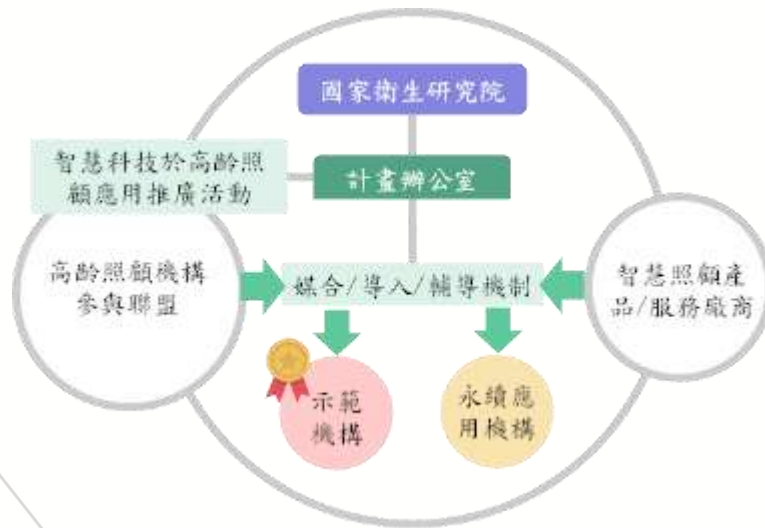 國家衛生研究院
智慧科技於高齡照
顧應用推廣活動
計畫辦公室
高齡照顧機構
參與聯盟
媒合/導入/輔導機制
智慧照顧產
品/服務廠商
示範
機構
永續應
用機構